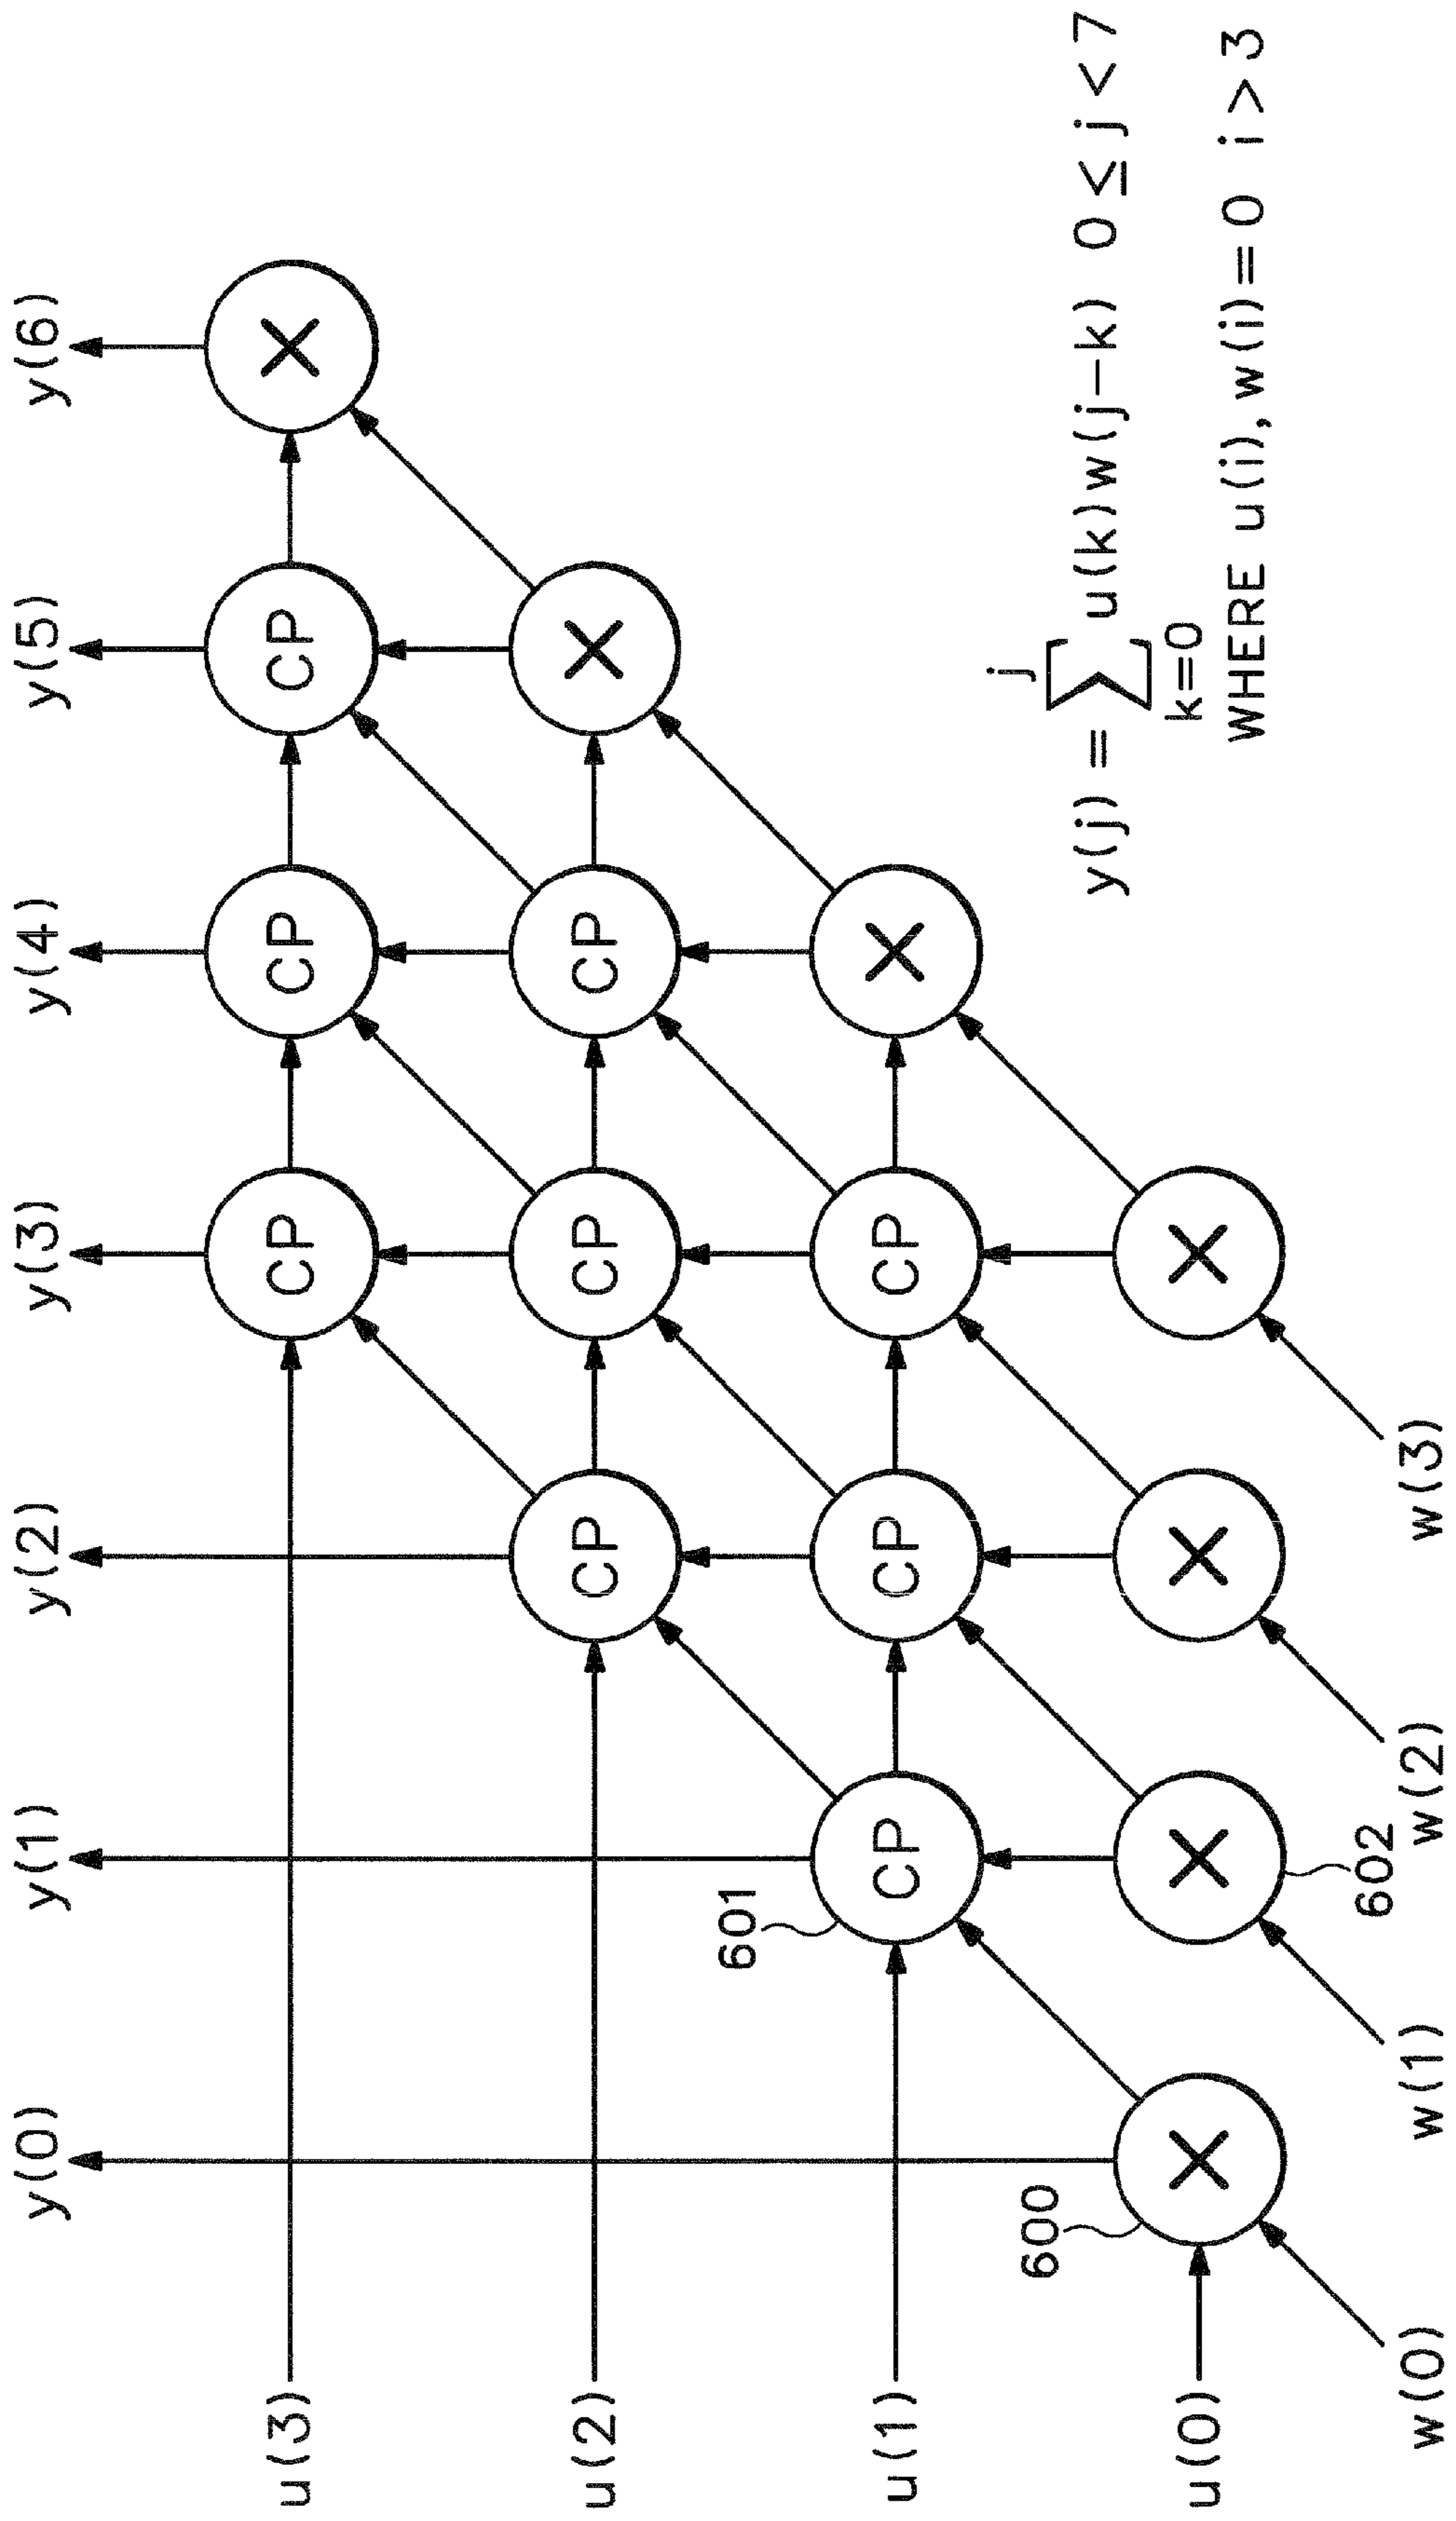 y(0) y(1) y(2) y(3) y(4) y(5) y(6)
u(3) CP CP CP ×
u(2) CP CP CP ×
601
u(1) CP CP CP ×
600
u(0) × × × ×
602
w(0) w(1) w(2) w(3)
y(j) = j ∑ k=0 u(k)w(j−k) 0 ≤ j < 7
WHERE u(i), w(i) = 0 i > 3